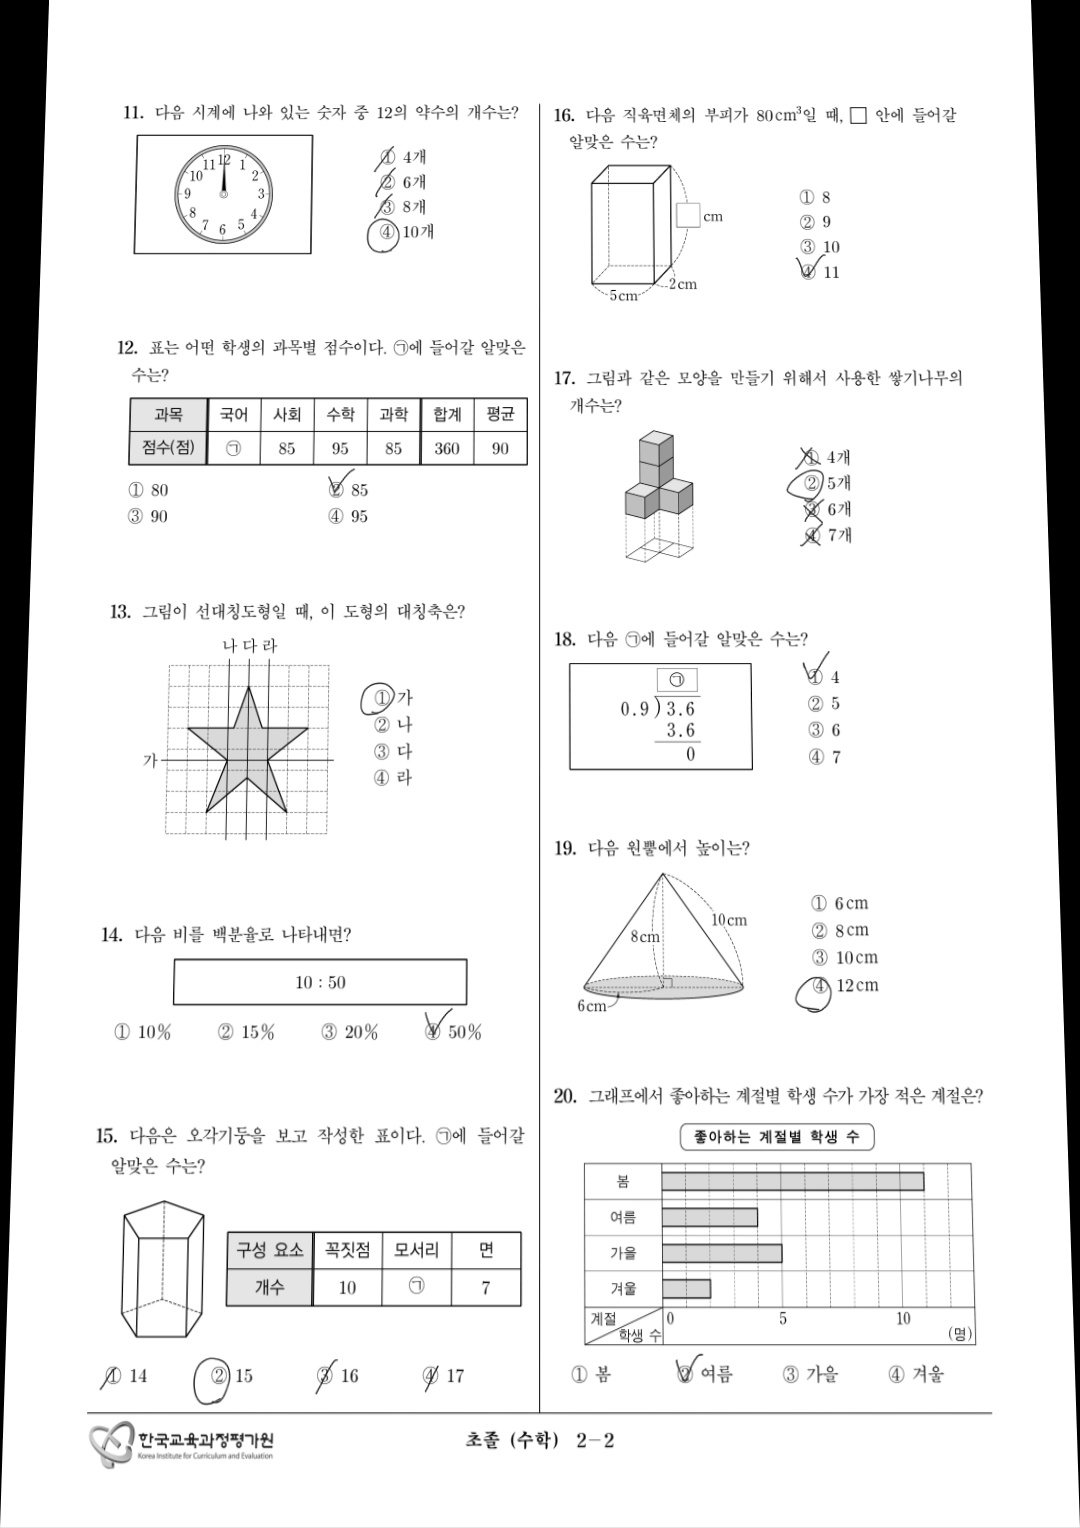 11. 다음 시계에 나와 있는 숫자 중 12의 약수의 개수는?
12
11 1
10 2
9 3
8 4
7 6 5
① 4개
② 6개
③ 8개
④ 10개
12. 표는 어떤 학생의 과목별 점수이다. ㉠에 들어갈 알맞은
수는?
과목 국어 사회 수학 과학 합계 평균
점수(점) ㉠ 85 95 85 360 90
① 80 ② 85
③ 90 ④ 95
13. 그림이 선대칭도형일 때, 이 도형의 대칭축은?
나 다 라
가
① 가
② 나
③ 다
④ 라
14. 다음 비를 백분율로 나타내면?
10 : 50
① 10% ② 15% ③ 20% ④ 50%
15. 다음은 오각기둥을 보고 작성한 표이다. ㉠에 들어갈
알맞은 수는?
구성 요소 꼭짓점 모서리 면
개수 10 ㉠ 7
① 14 ② 15 ③ 16 ④ 17
16. 다음 직육면체의 부피가 80cm³일 때, □ 안에 들어갈
알맞은 수는?
□ cm
2cm
5cm
① 8
② 9
③ 10
④ 11
17. 그림과 같은 모양을 만들기 위해서 사용한 쌓기나무의
개수는?
① 4개
② 5개
③ 6개
④ 7개
18. 다음 ㉠에 들어갈 알맞은 수는?
㉠
0.9 ) 3.6
3.6
0
① 4
② 5
③ 6
④ 7
19. 다음 원뿔에서 높이는?
10cm
8cm
6cm
① 6cm
② 8cm
③ 10cm
④ 12cm
20. 그래프에서 좋아하는 계절별 학생 수가 가장 적은 계절은?
좋아하는 계절별 학생 수
봄
여름
가을
겨울
계절 0 5 10
학생 수 (명)
① 봄 ② 여름 ③ 가을 ④ 겨울
한국교육과정평가원
Korea Institute for Curriculum and Evaluation
초졸 (수학) 2-2